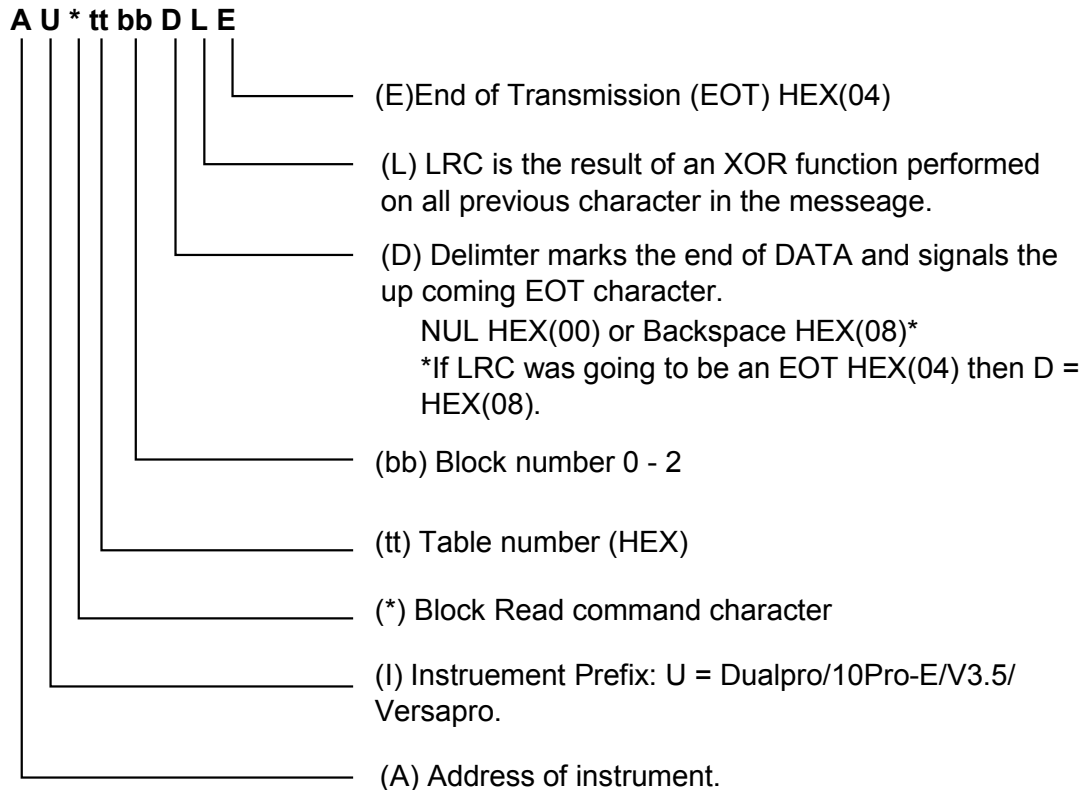 A U * tt bb D L E
(E)End of Transmission (EOT) HEX(04)
(L) LRC is the result of an XOR function performed
on all previous character in the messeage.
(D) Delimter marks the end of DATA and signals the
up coming EOT character.
NUL HEX(00) or Backspace HEX(08)*
*If LRC was going to be an EOT HEX(04) then D =
HEX(08).
(bb) Block number 0 - 2
(tt) Table number (HEX)
(*) Block Read command character
(I) Instruement Prefix: U = Dualpro/10Pro-E/V3.5/
Versapro.
(A) Address of instrument.